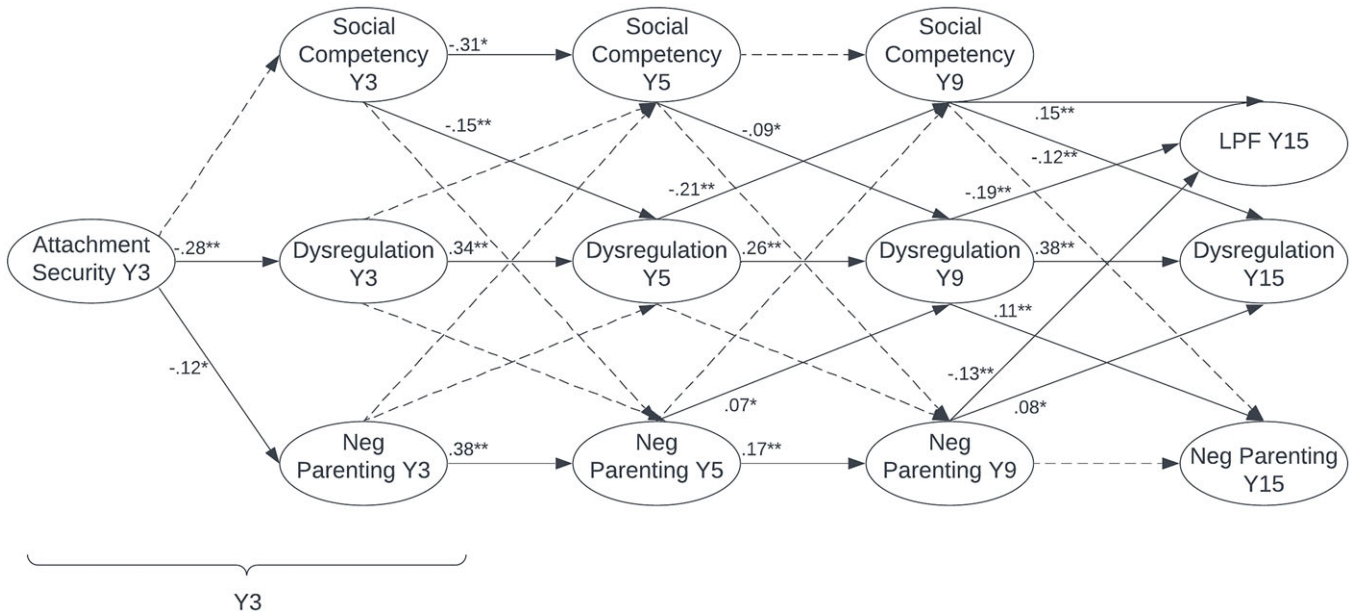 Social
Competency
Y3
-.31*
Social
Competency
Y5
Social
Competency
Y9
.15**
LPF Y15
-.15**
-.09*
-.12**
-.21**
-.19**
Attachment
Security Y3
-.28**
Dysregulation
Y3
.34**
Dysregulation
Y5
.26**
Dysregulation
Y9
.38**
Dysregulation
Y15
.11**
-.12*
-.13**
.07*
.08*
Neg
Parenting Y3
.38**
Neg
Parenting Y5
.17**
Neg
Parenting Y9
Neg Parenting
Y15
Y3